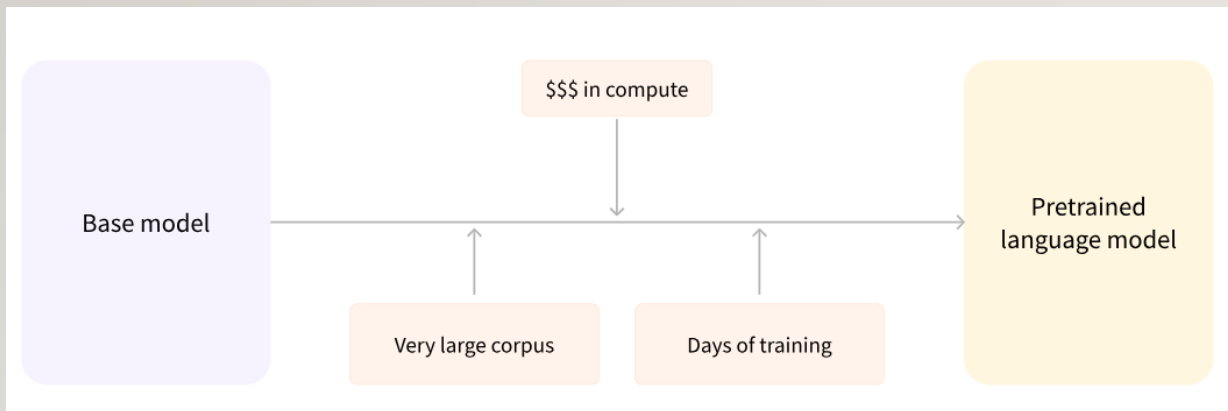 $$$ in compute
Base model
Pretrained
language model
Very large corpus
Days of training